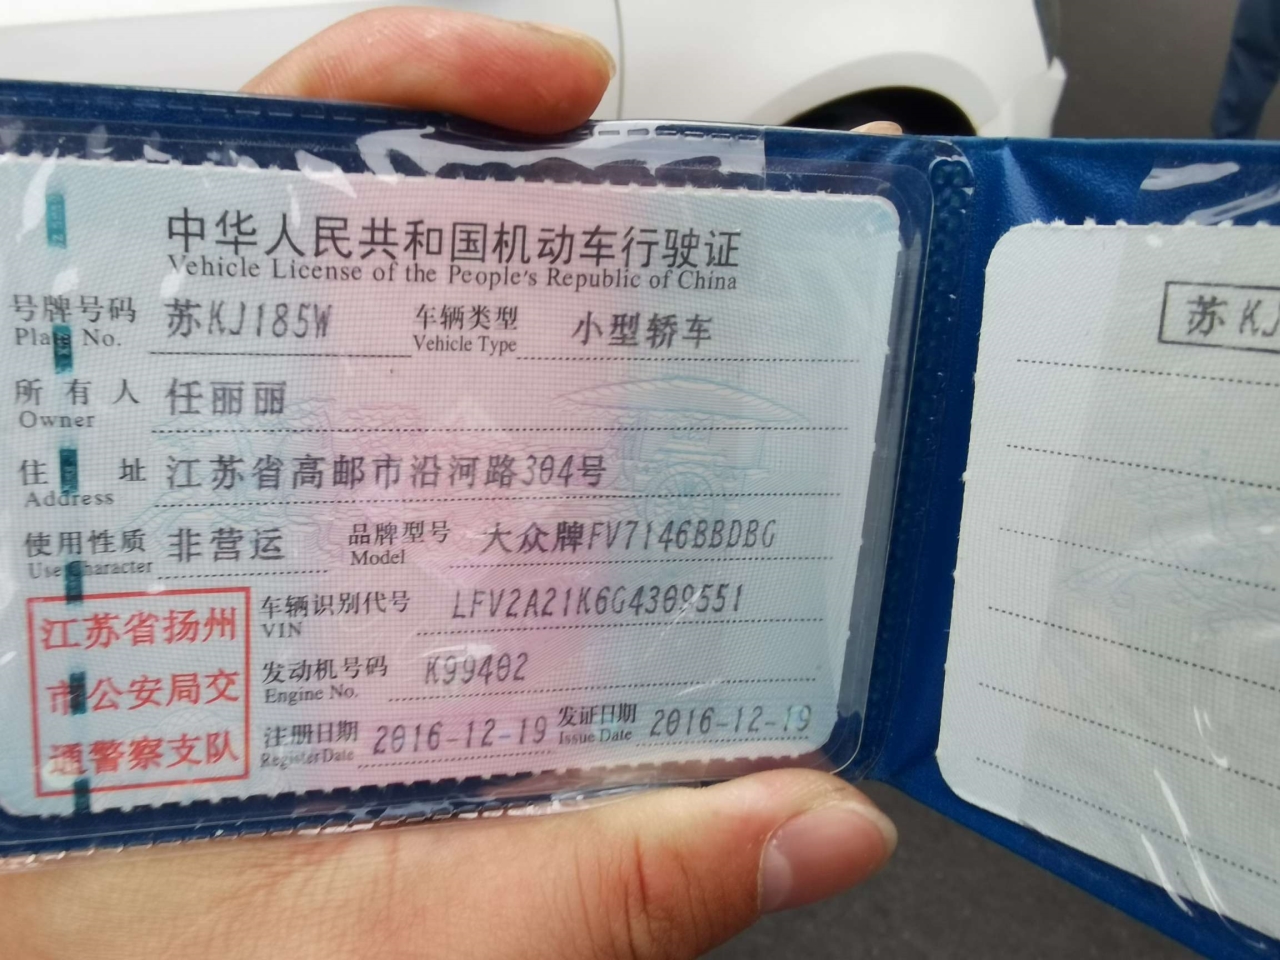 中华人民共和国机动车行驶证
Vehicle License of the People's Republic of China
号牌号码 苏KJ185W 车辆类型 小型轿车
Plate No. Vehicle Type
所有人 任丽丽
Owner
住址 江苏省高邮市沿河路304号
Address
使用性质 非营运 品牌型号 大众牌FV7146BBDBG
Use Character Model
江苏省扬州
市公安局交
通警察支队
车辆识别代号 LFV2A21K6G4309551
VIN
发动机号码 K99402
Engine No.
注册日期 2016-12-19 发证日期 2016-12-19
Register Date Issue Date
苏KJ